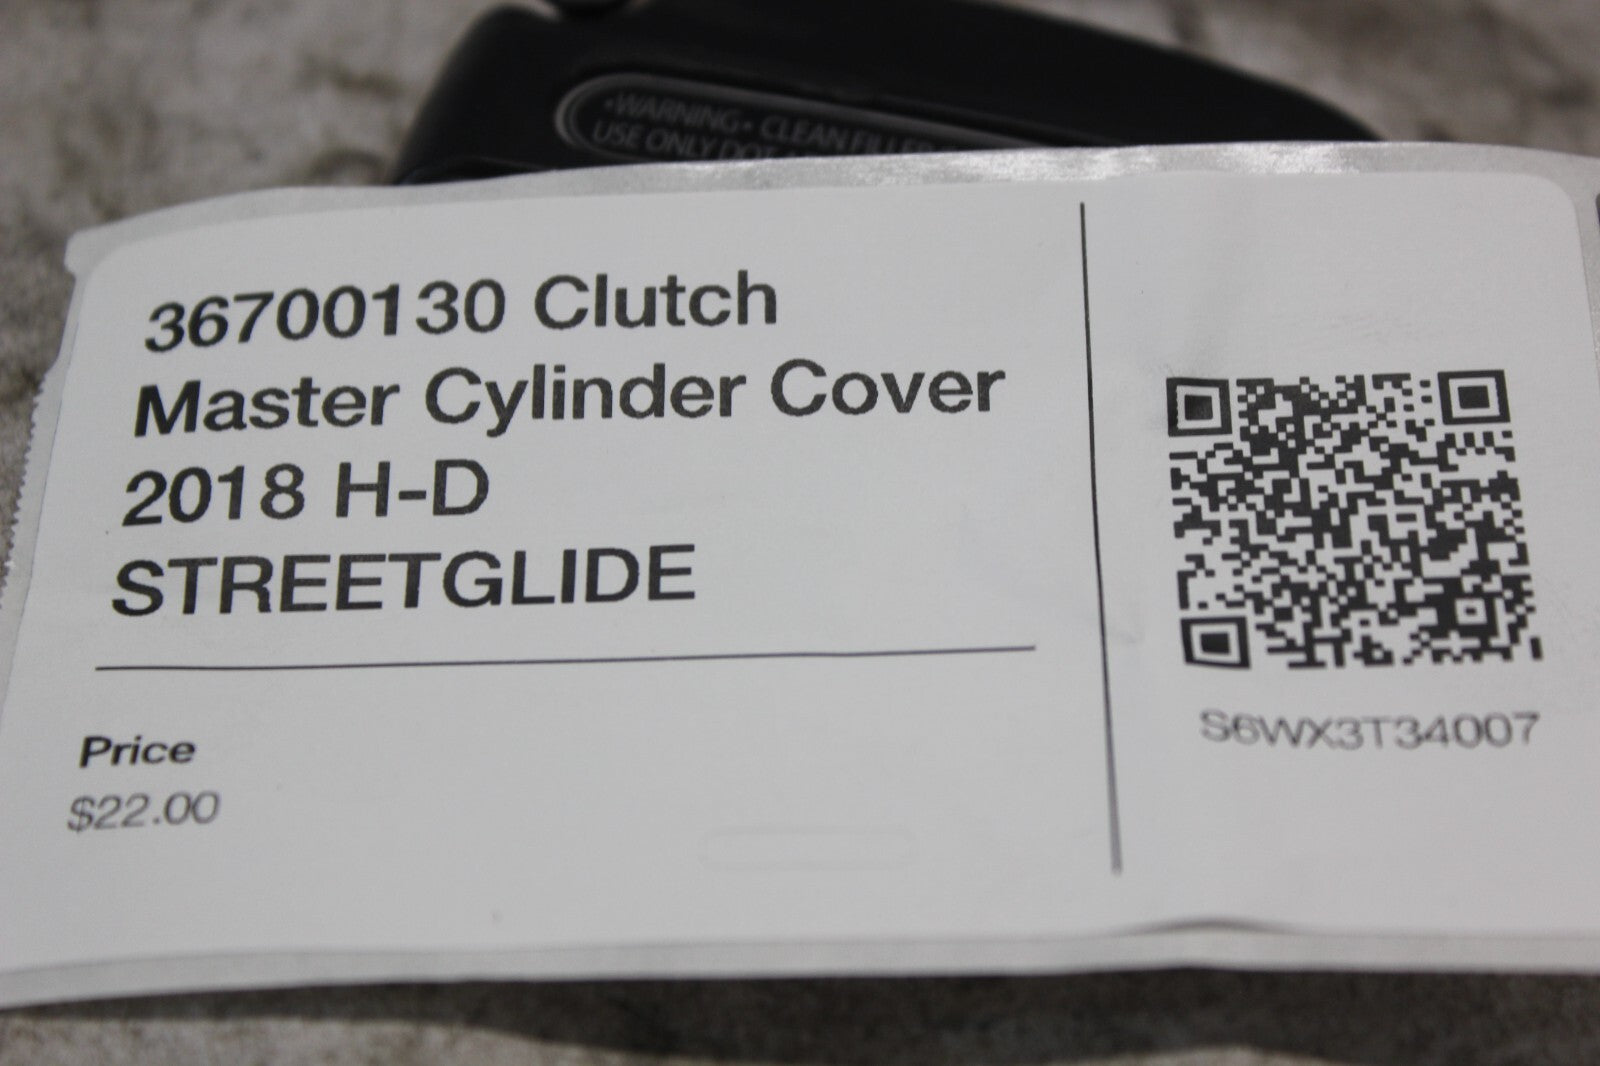 •WARNING• CLEAN FILLER
USE ONLY DOT
36700130 Clutch
Master Cylinder Cover
2018 H-D
STREETGLIDE
Price
$22.00
S6WX3T34007